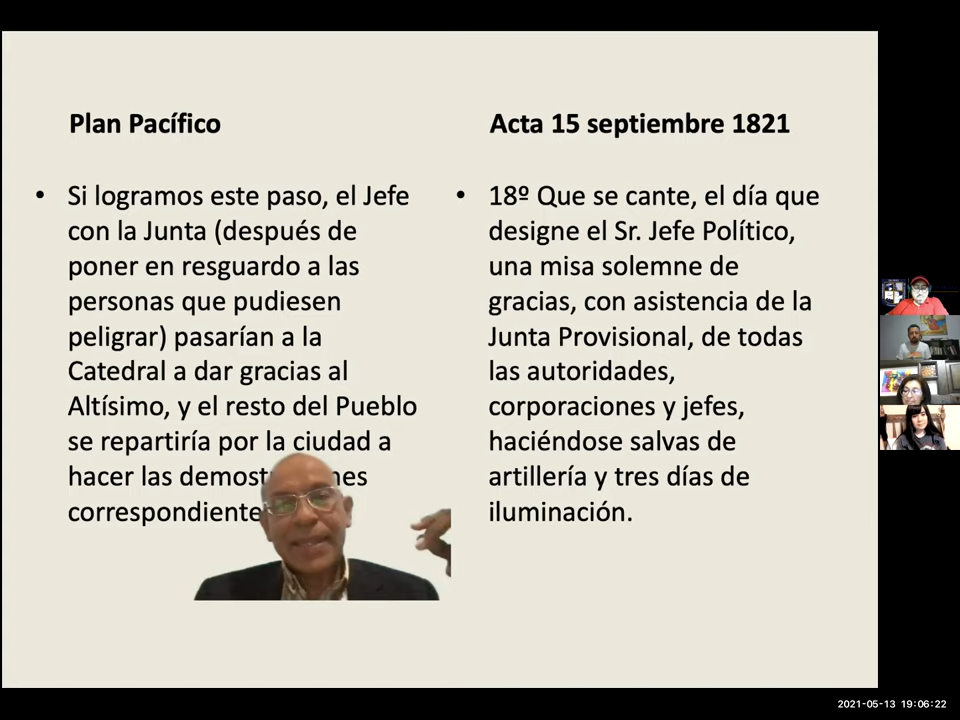 Plan Pacífico
• Si logramos este paso, el Jefe
con la Junta (después de
poner en resguardo a las
personas que pudiesen
peligrar) pasarían a la
Catedral a dar gracias al
Altísimo, y el resto del Pueblo
se repartiría por la ciudad a
hacer las
correspondiente
Acta 15 septiembre 1821
• 18º Que se cante, el día que
designe el Sr. Jefe Político,
una misa solemne de
gracias, con asistencia de la
Junta Provisional, de todas
las autoridades,
corporaciones y jefes,
haciéndose salvas de
artillería y tres días de
iluminación.
2021-05-13 19:06:22